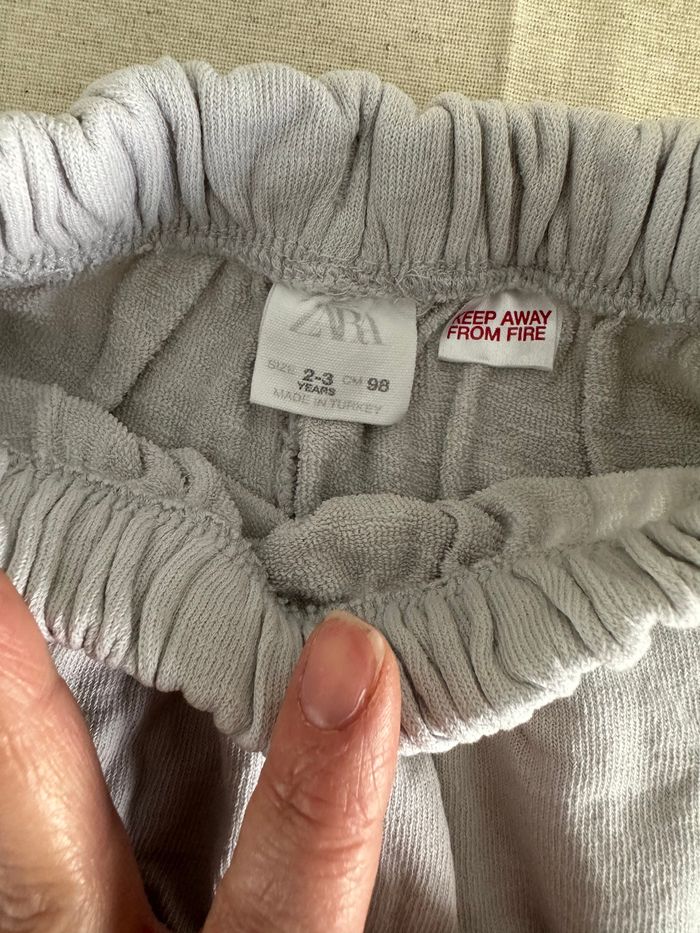 ZARA
SIZE 2-3 CM 98
YEARS
MADE IN TURKEY
KEEP AWAY
FROM FIRE